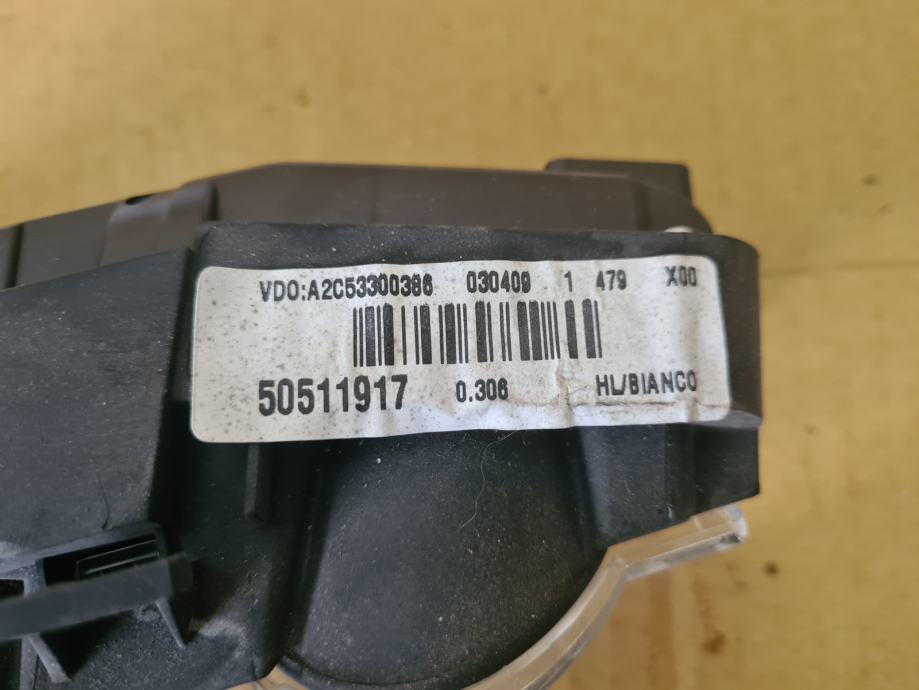 VDO:A2C53300386 030409 1 479 X00
50511917 0.306 HL/BIANCO